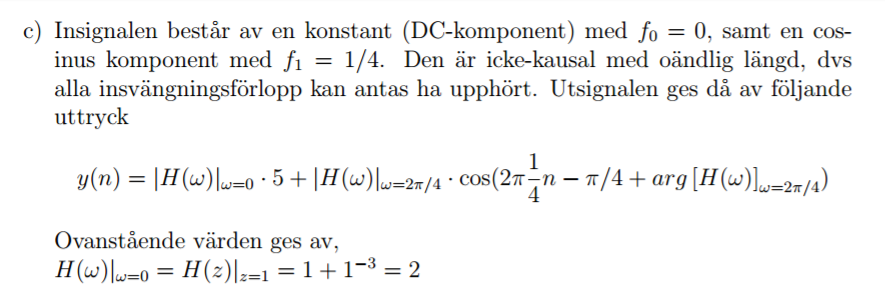 c) Insignalen består av en konstant (DC-komponent) med f₀ = 0, samt en cos-
inus komponent med f₁ = 1/4. Den är icke-kausal med oändlig längd, dvs
alla insvängningsförlopp kan antas ha upphört. Utsignalen ges då av följande
uttryck
y(n) = |H(ω)|_{ω=0} · 5 + |H(ω)|_{ω=2π/4} · cos(2π\frac{1}{4}n − π/4 + arg [H(ω)]_{ω=2π/4})
Ovanstående värden ges av,
H(ω)|_{ω=0} = H(z)|_{z=1} = 1 + 1^{−3} = 2